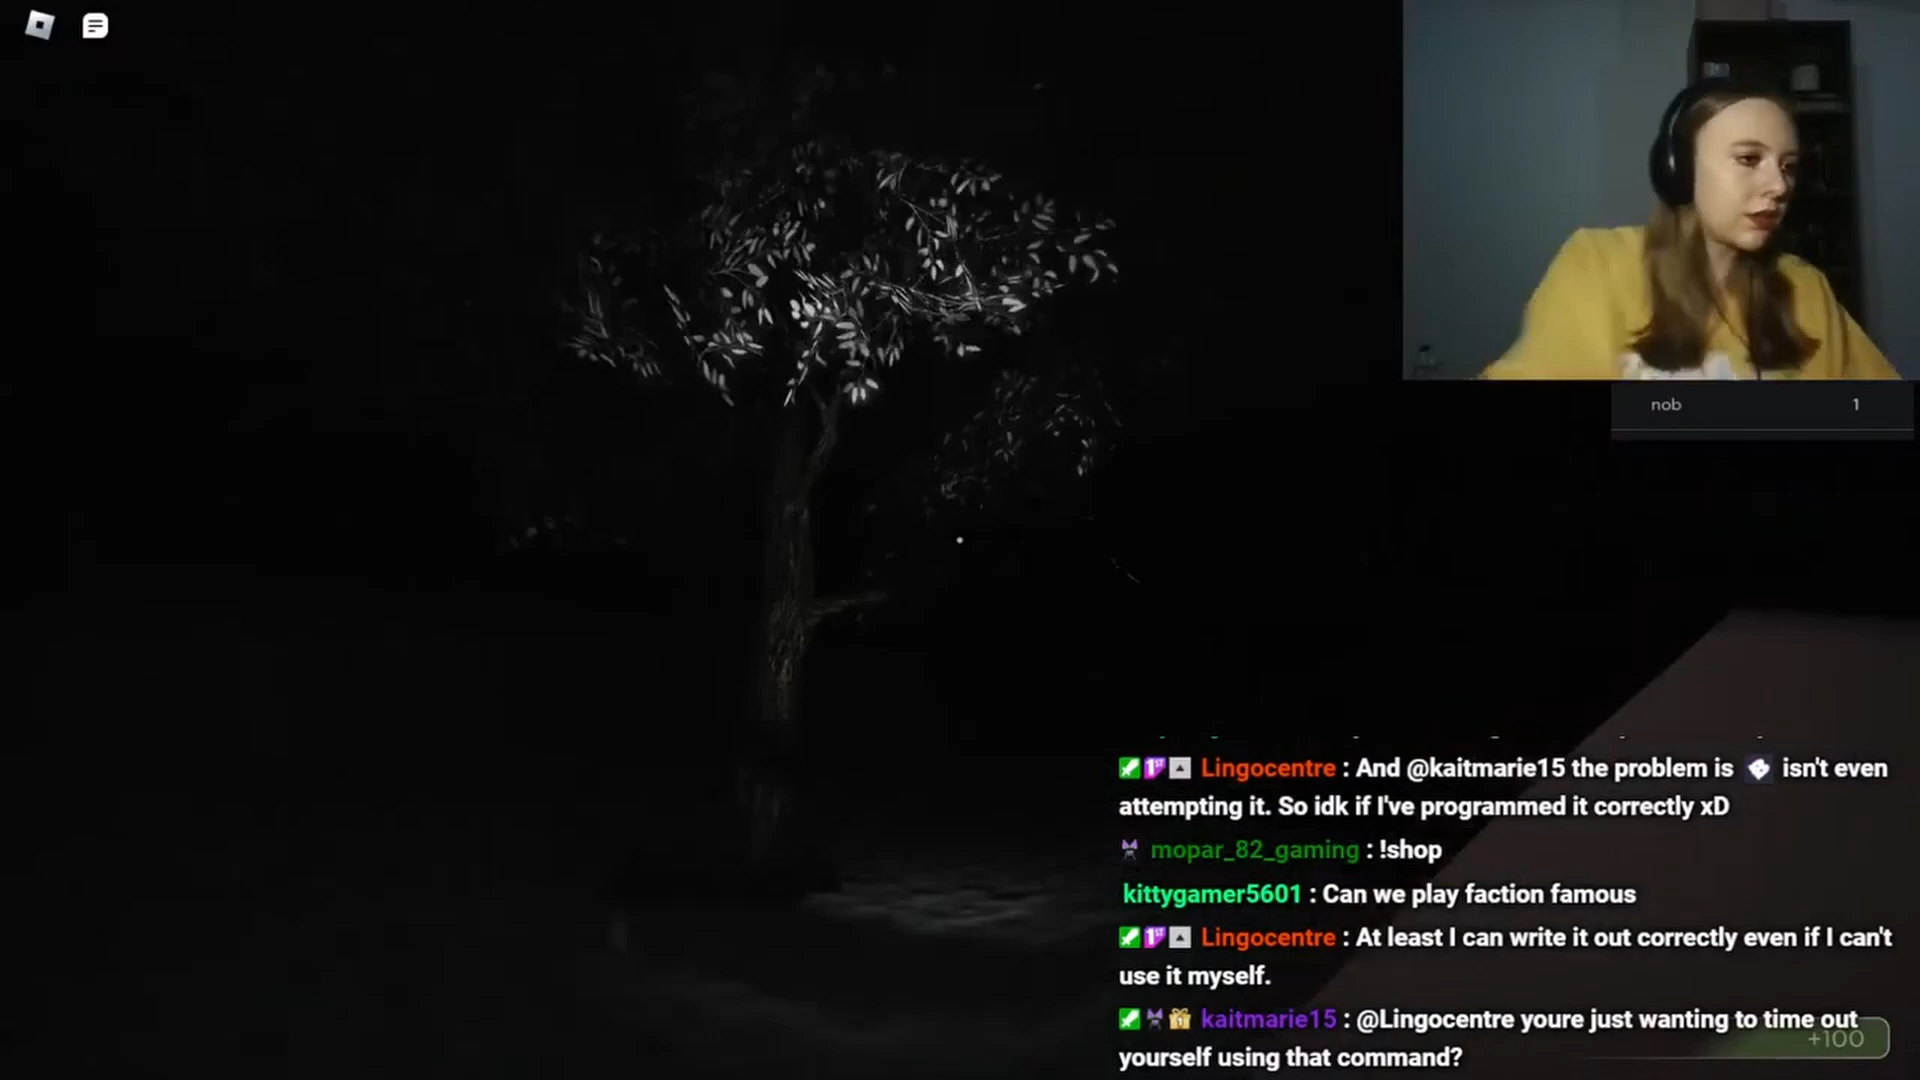 nob 1
Lingocentre : And @kaitmarie15 the problem is isn't even
attempting it. So idk if I've programmed it correctly xD
mopar_82_gaming : !shop
kittygamer5601 : Can we play faction famous
Lingocentre : At least I can write it out correctly even if I can't
use it myself.
kaitmarie15 : @Lingocentre youre just wanting to time out
yourself using that command?
+100